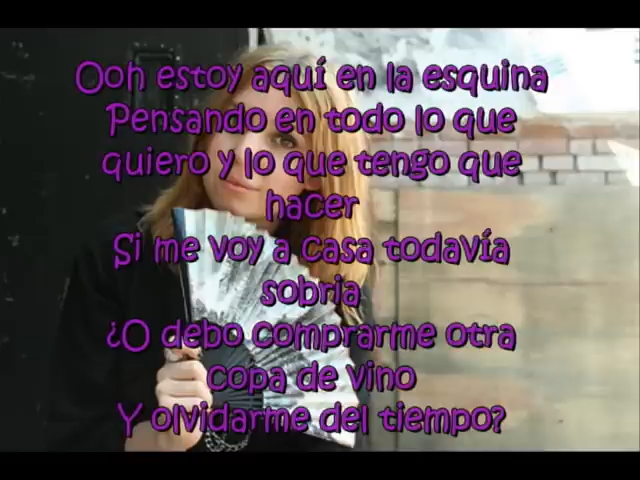 Ooh estoy aquí en la esquina
Pensando en todo lo que
quiero y lo que tengo que
hacer
Si me voy a casa todavía
sobria
¿O debo comprarme otra
copa de vino
Y olvidarme del tiempo?